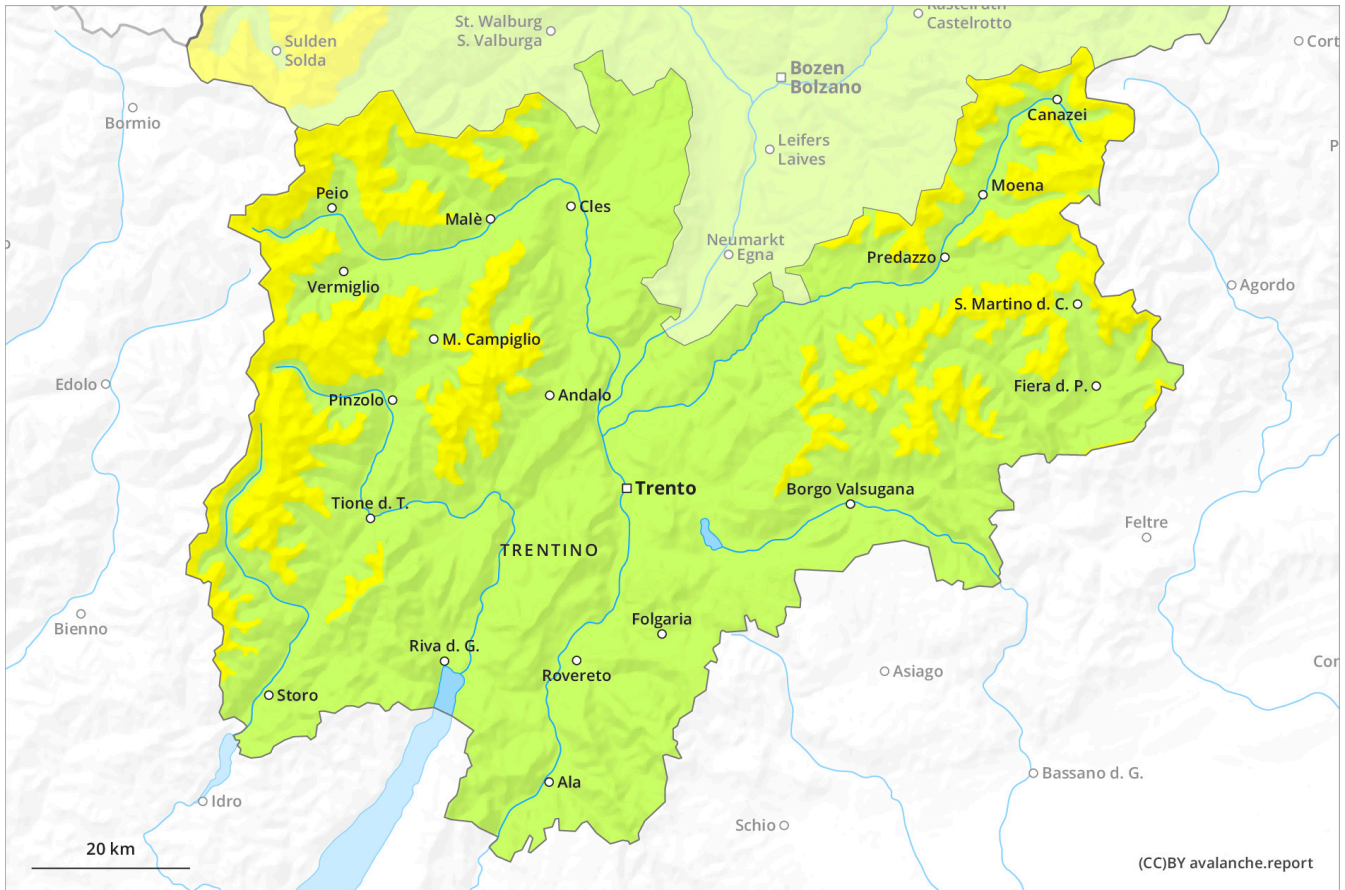 Kastelruth
Castelrotto
St. Walburg
S. Valburga
Sulden
Solda
Cort
Bozen
Bolzano
Bormio
Canazei
Leifers
Laives
P
Peio
Moena
Malè
Cles
Neumarkt
Egna
Predazzo
Vermiglio
Agordo
S. Martino d. C.
M. Campiglio
Edolo
Fiera d. P.
Andalo
Pinzolo
Trento
Borgo Valsugana
Tione d. T.
Feltre
TRENTINO
Bienno
Folgaria
Riva d. G.
Cor
Rovereto
Asiago
Storo
Bassano d. G.
Ala
Idro
Schio
20 km
(CC)BY avalanche.report